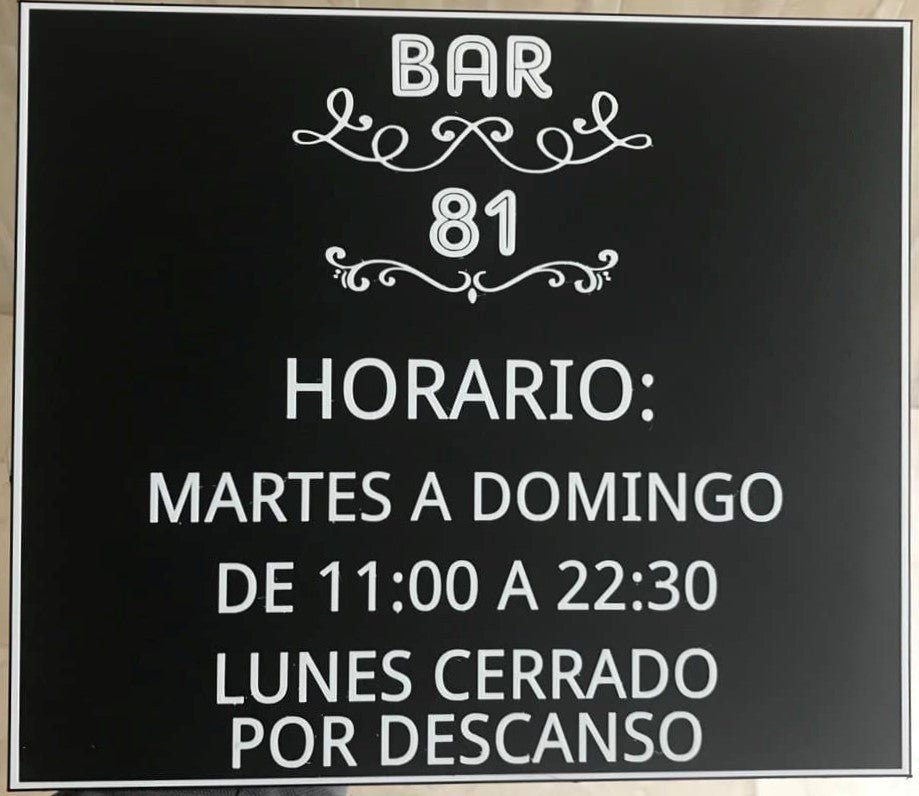 BAR
81
HORARIO:
MARTES A DOMINGO
DE 11:00 A 22:30
LUNES CERRADO
POR DESCANSO